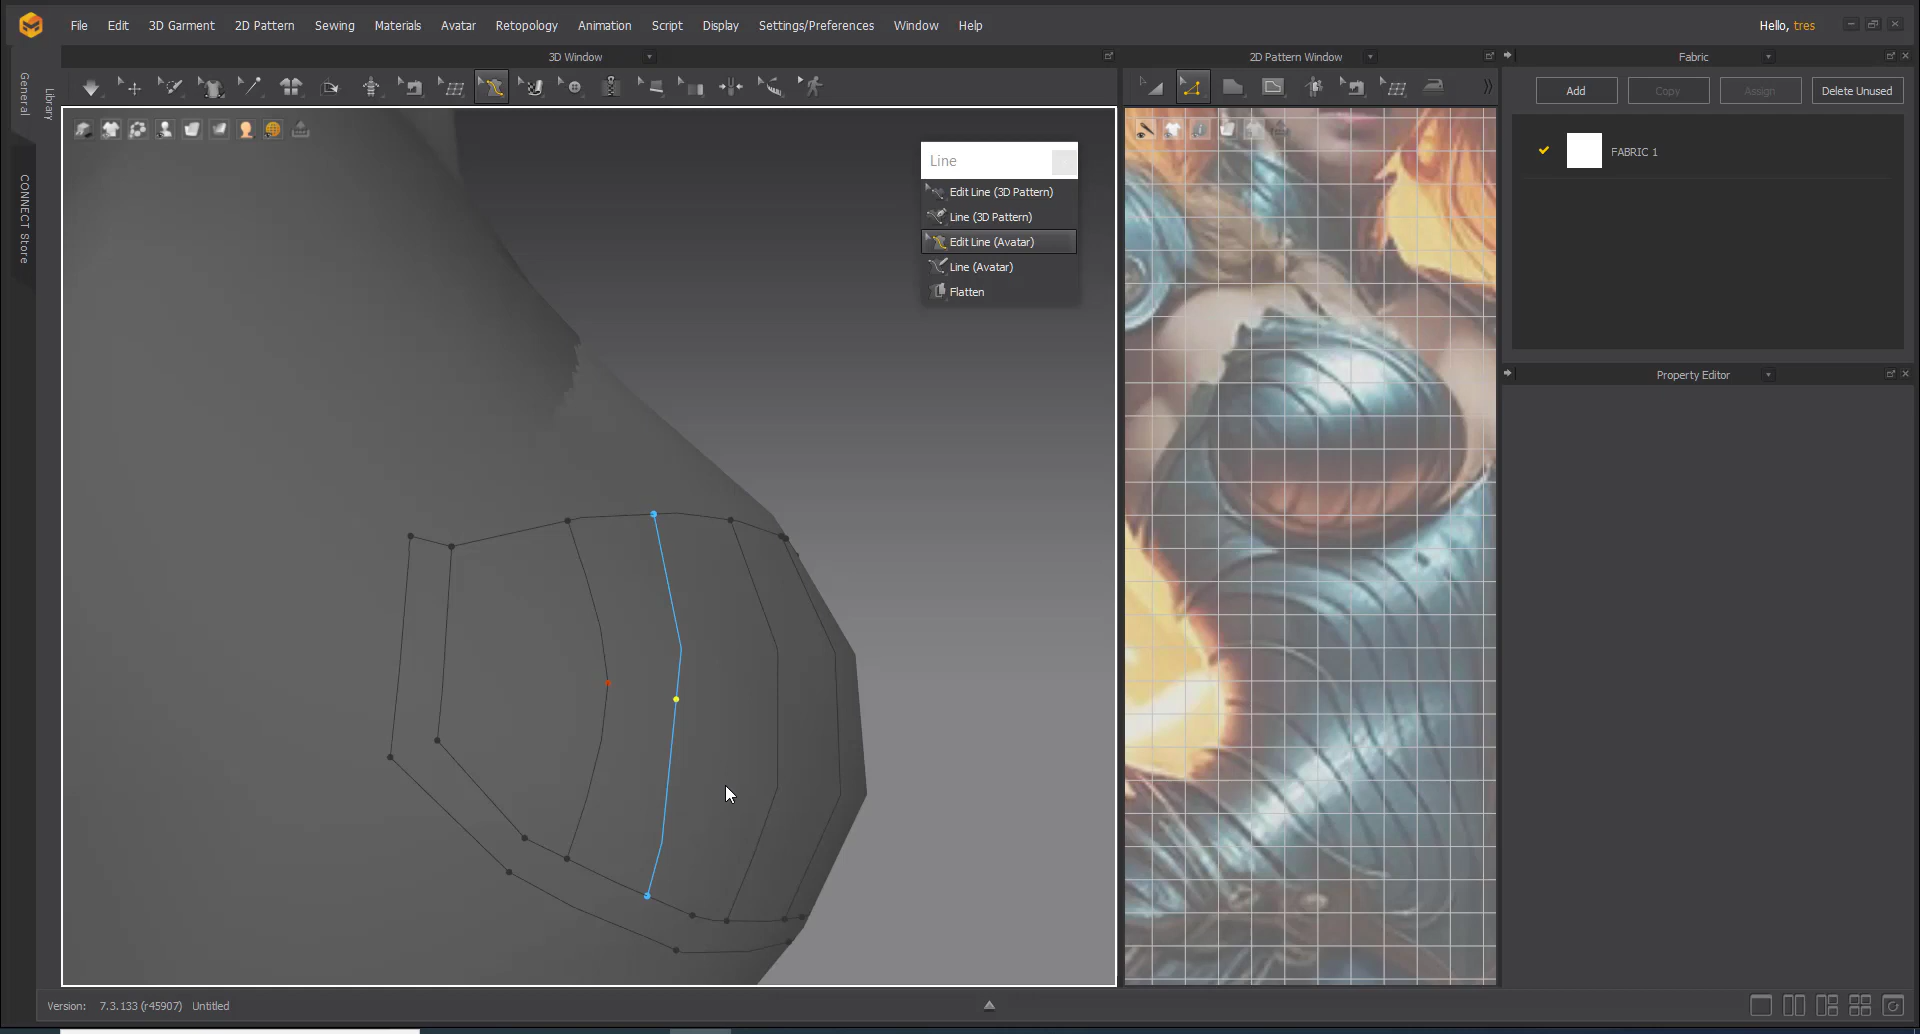 File Edit 3D Garment 2D Pattern Sewing Materials Avatar Retopology Animation Script Display Settings/Preferences Window Help Hello, tres
General
Library
CONNECT Store
3D Window
2D Pattern Window
Fabric
Add Copy Assign Delete Unused
FABRIC 1
Line
Edit Line (3D Pattern)
Line (3D Pattern)
Edit Line (Avatar)
Line (Avatar)
Flatten
Property Editor
Version: 7.3.133 (r45907) Untitled